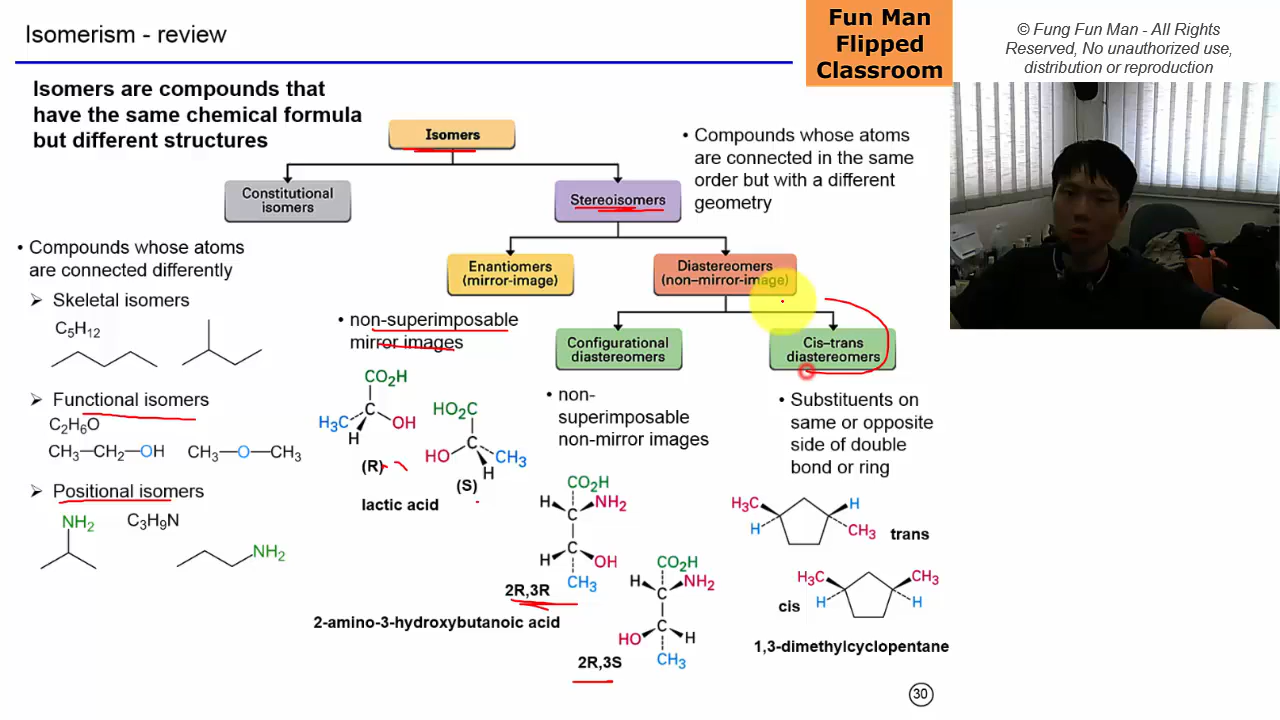 Isomerism - review
Fun Man
Flipped
Classroom
© Fung Fun Man - All Rights
Reserved, No unauthorized use,
distribution or reproduction
Isomers are compounds that
have the same chemical formula
but different structures
Isomers
Constitutional
isomers
Stereoisomers
• Compounds whose atoms
are connected in the same
order but with a different
geometry
• Compounds whose atoms
are connected differently
➢ Skeletal isomers
C₅H₁₂
➢ Functional isomers
C₂H₆O
CH₃—CH₂—OH
CH₃—O—CH₃
➢ Positional isomers
NH₂
C₃H₉N
NH₂
Enantiomers
(mirror-image)
Diastereomers
(non–mirror-image)
• non-superimposable
mirror images
CO₂H
H₃C
C
OH
H
(R)
HO₂C
C
HO
CH₃
H
(S)
lactic acid
Configurational
diastereomers
Cis–trans
diastereomers
• non-
superimposable
non-mirror images
CO₂H
H
NH₂
C
H
C
OH
CH₃
2R,3R
CO₂H
H
NH₂
C
C
HO
H
CH₃
2R,3S
2-amino-3-hydroxybutanoic acid
• Substituents on
same or opposite
side of double
bond or ring
H₃C
H
H
CH₃
trans
H₃C
CH₃
H
H
cis
1,3-dimethylcyclopentane
30